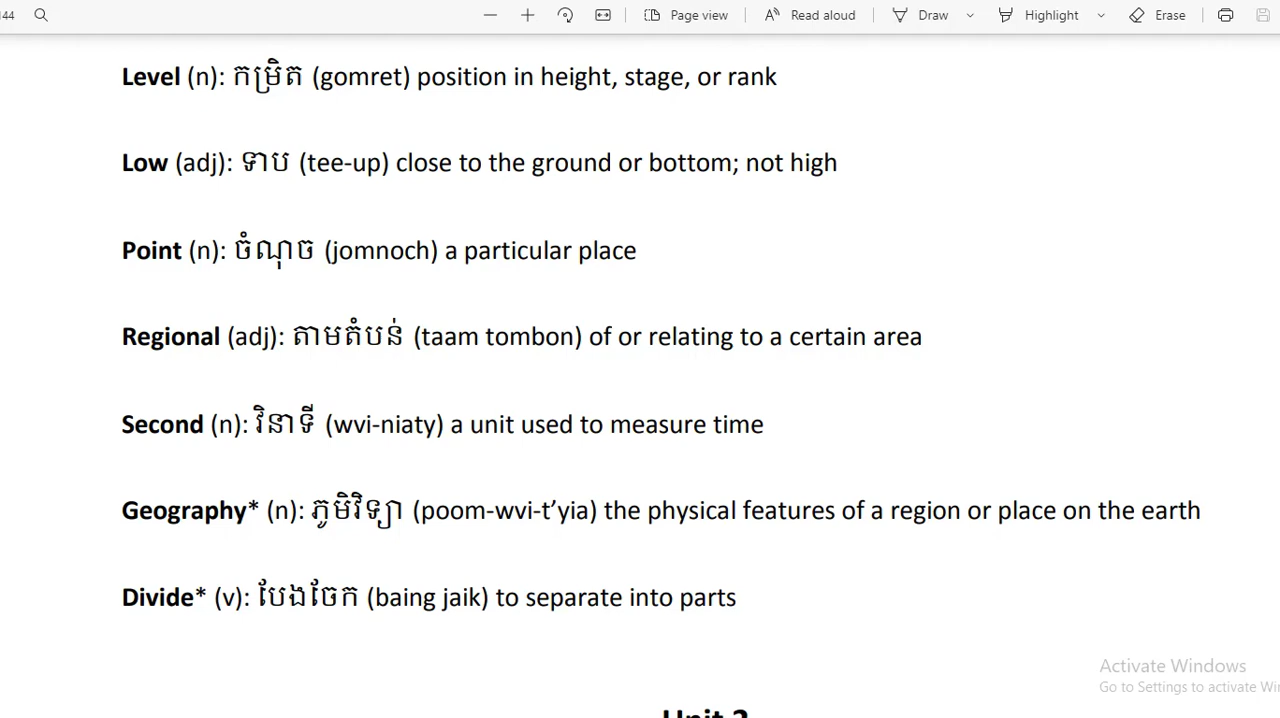 44
Page view
Read aloud
Draw
Highlight
Erase
Level (n): កម្រិត (gomret) position in height, stage, or rank
Low (adj): ទាប (tee-up) close to the ground or bottom; not high
Point (n): ចំណុច (jomnoch) a particular place
Regional (adj): តាមតំបន់ (taam tombon) of or relating to a certain area
Second (n): វិនាទី (wvi-niaty) a unit used to measure time
Geography* (n): ភូមិវិទ្យា (poom-wvi-t’yia) the physical features of a region or place on the earth
Divide* (v): បែងចែក (baing jaik) to separate into parts
Activate Windows
Go to Settings to activate Wi
Unit 2